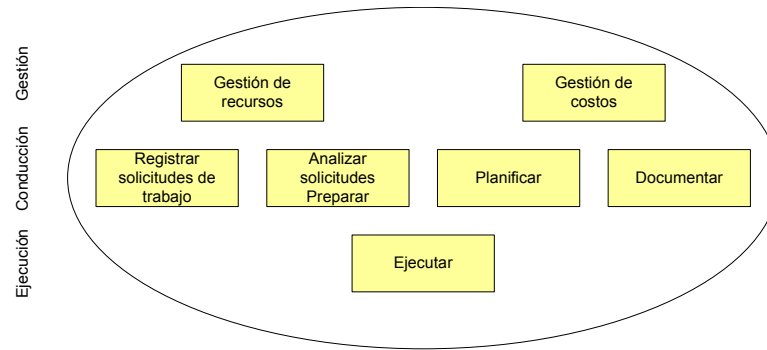 Gestión
Gestión de
recursos
Gestión de
costos
Conducción
Registrar
solicitudes de
trabajo
Analizar
solicitudes
Preparar
Planificar
Documentar
Ejecución
Ejecutar